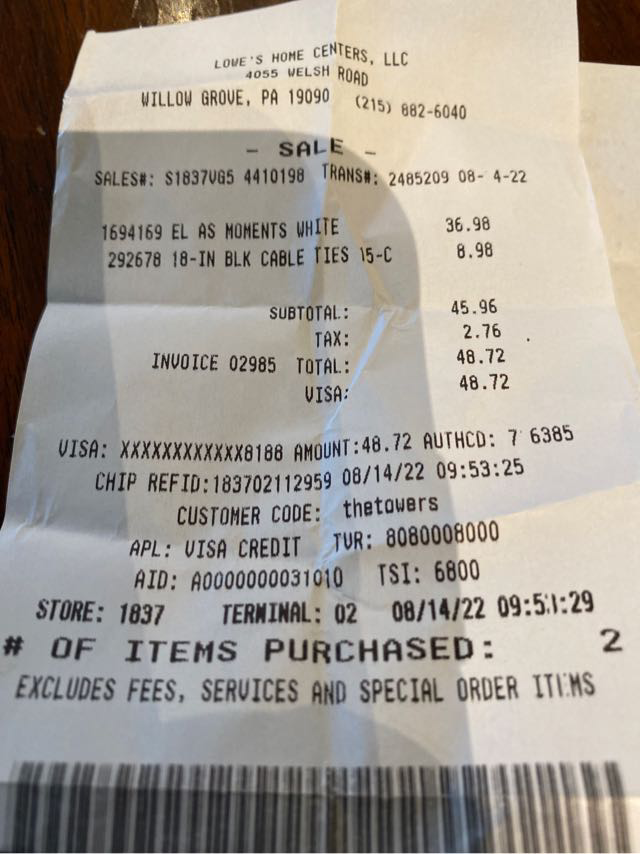 LOWE'S HOME CENTERS, LLC
4055 WELSH ROAD
WILLOW GROVE, PA 19090 (215) 882-6040
- SALE -
SALES#: S1837VG5 4410198 TRANS#: 2485209 08- 4-22
1694169 EL AS MOMENTS WHITE 36.98
292678 18-IN BLK CABLE TIES 15-C 8.98
SUBTOTAL: 45.96
TAX: 2.76
INVOICE 02985 TOTAL: 48.72
VISA: 48.72
VISA: XXXXXXXXXXXX8188 AMOUNT:48.72 AUTHCD: 7 6385
CHIP REFID:183702112959 08/14/22 09:53:25
CUSTOMER CODE: thetowers
APL: VISA CREDIT TVR: 8080008000
AID: A0000000031010 TSI: 6800
STORE: 1837 TERMINAL: 02 08/14/22
# OF ITEMS PURCHASED: 2
EXCLUDES FEES, SERVICES AND SPECIAL ORDER ITEMS